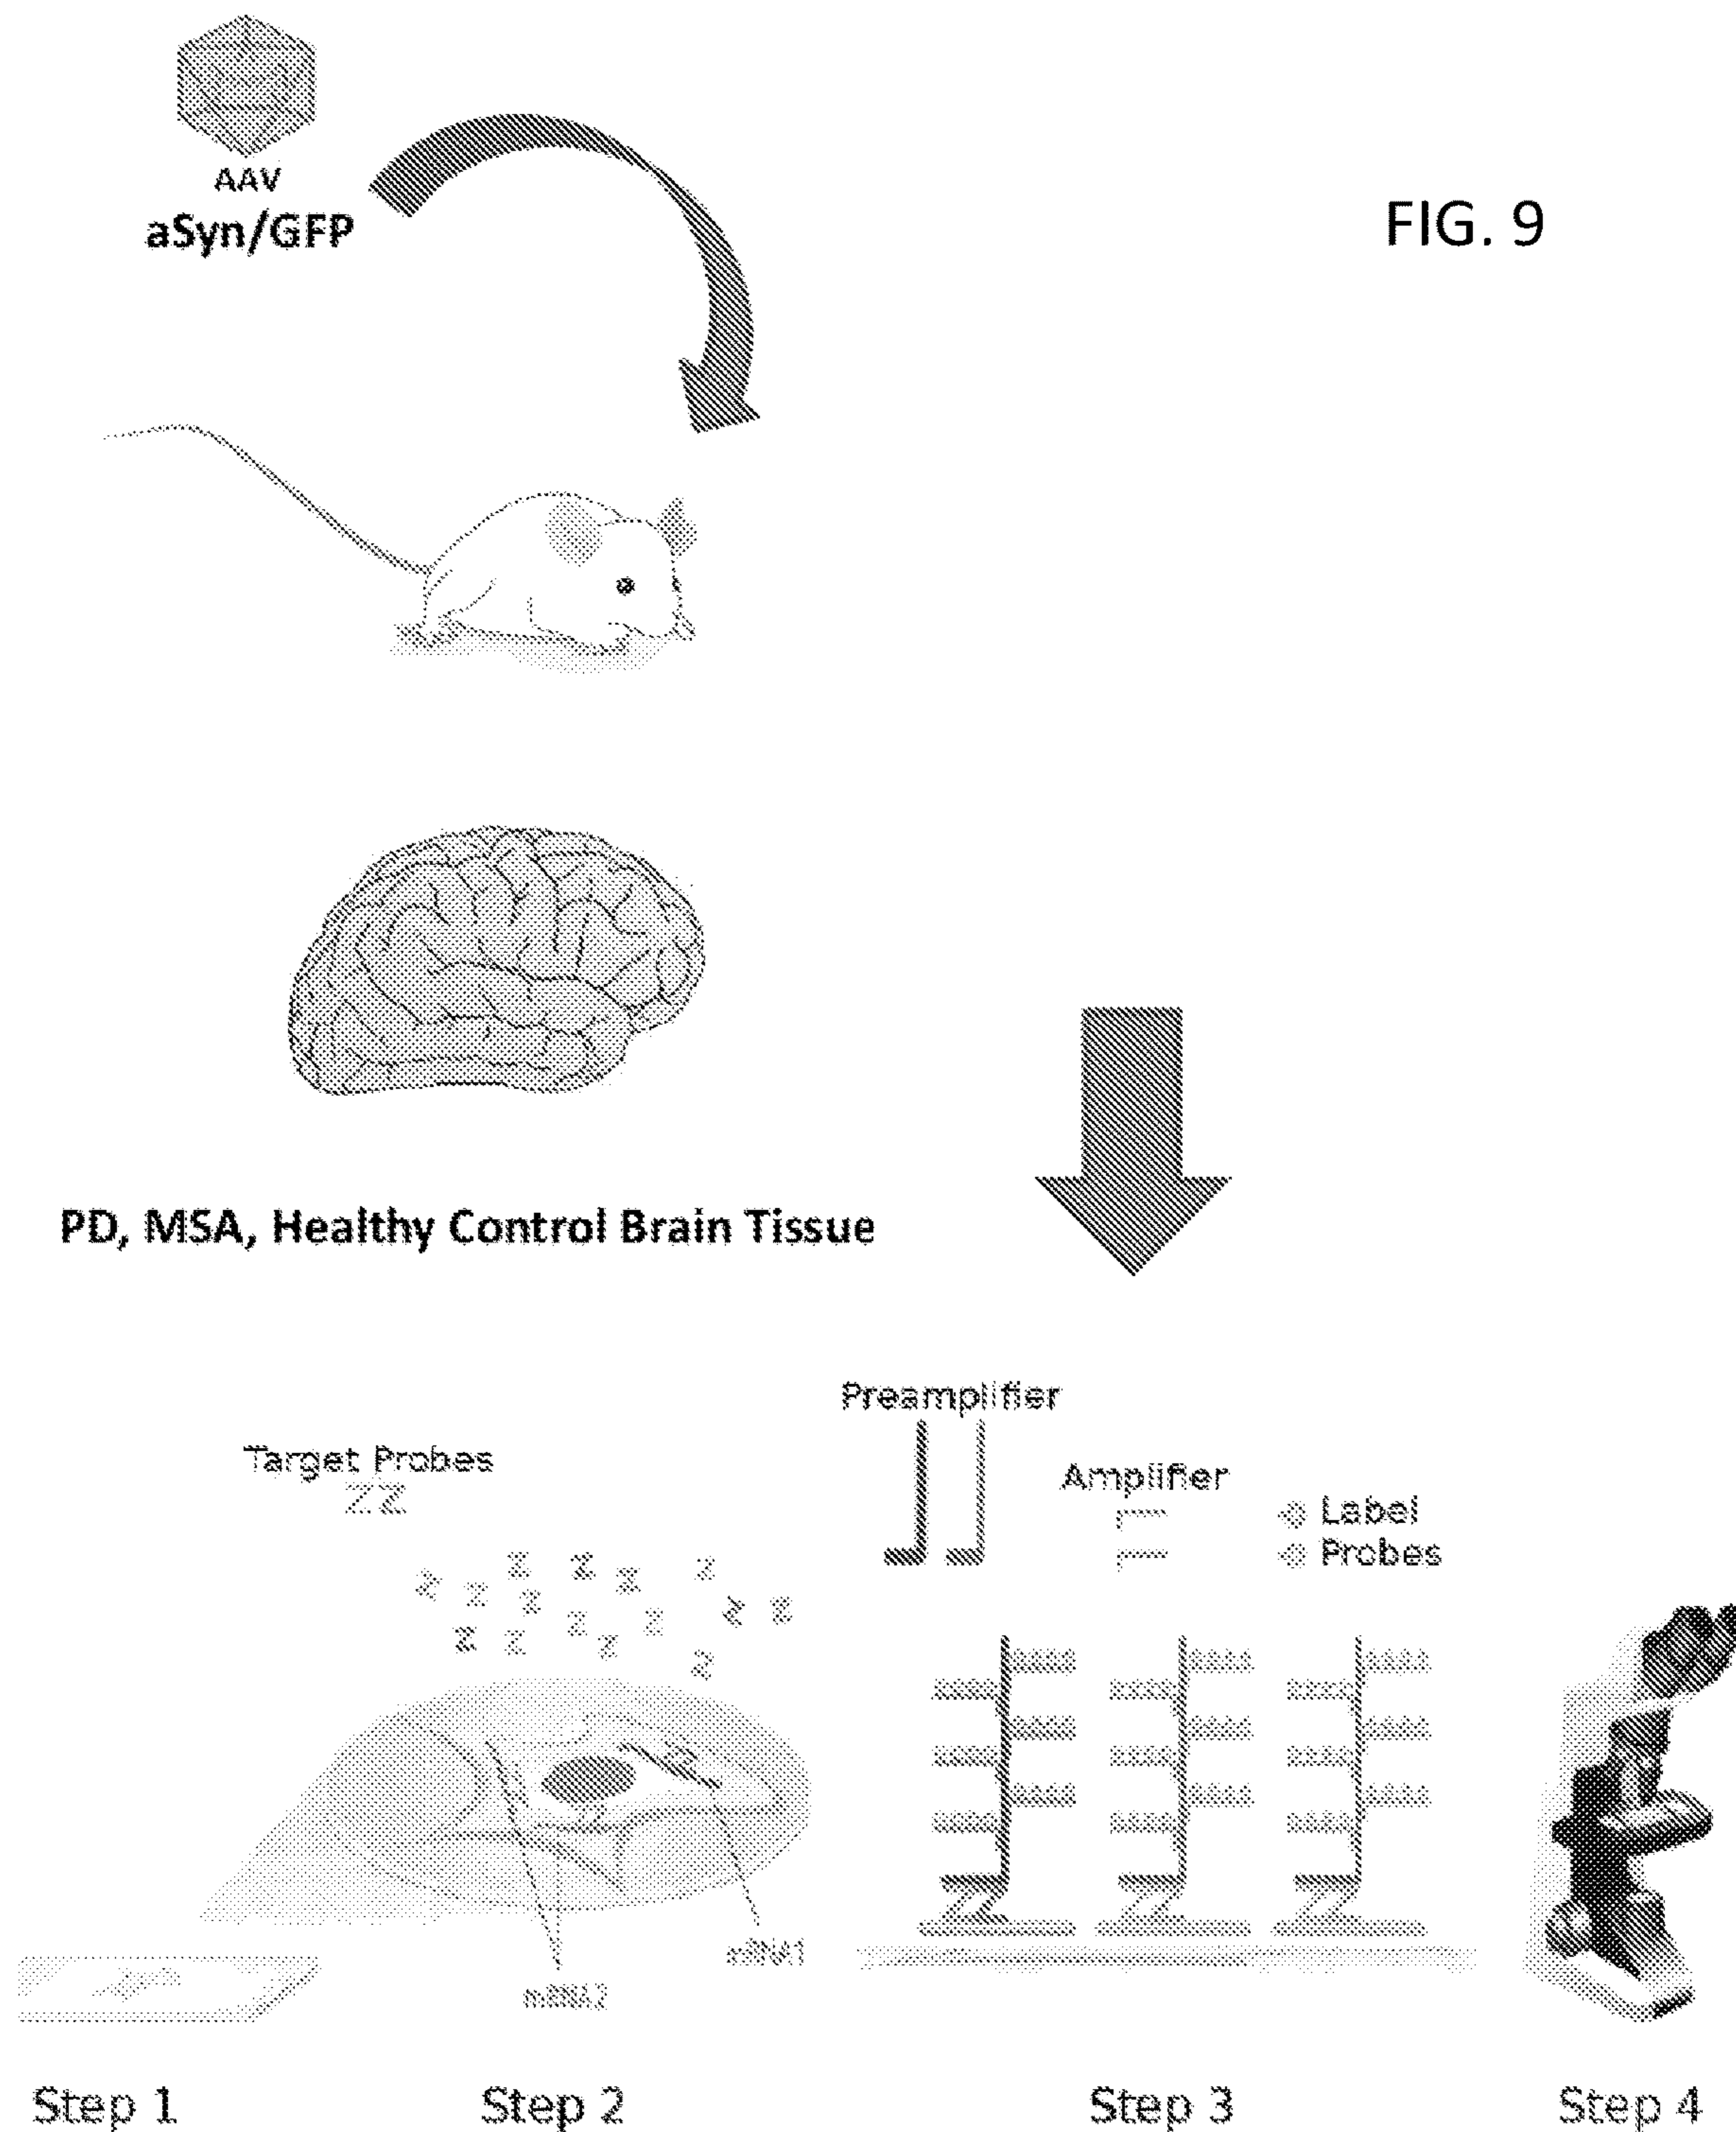 AAV
aSyn/GFP
FIG. 9
PD, MSA, Healthy Control Brain Tissue
Preamplifier
Target Probes
ZZ
Amplifier
Label
Probes
mRNA1
mRNA2
Step 1
Step 2
Step 3
Step 4